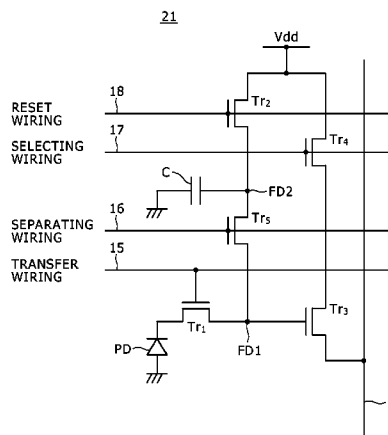 21
Vdd
18
RESET
WIRING
Tr2
17
SELECTING
WIRING
Tr4
C
FD2
16
SEPARATING
WIRING
Tr5
15
TRANSFER
WIRING
Tr3
Tr1
PD
FD1